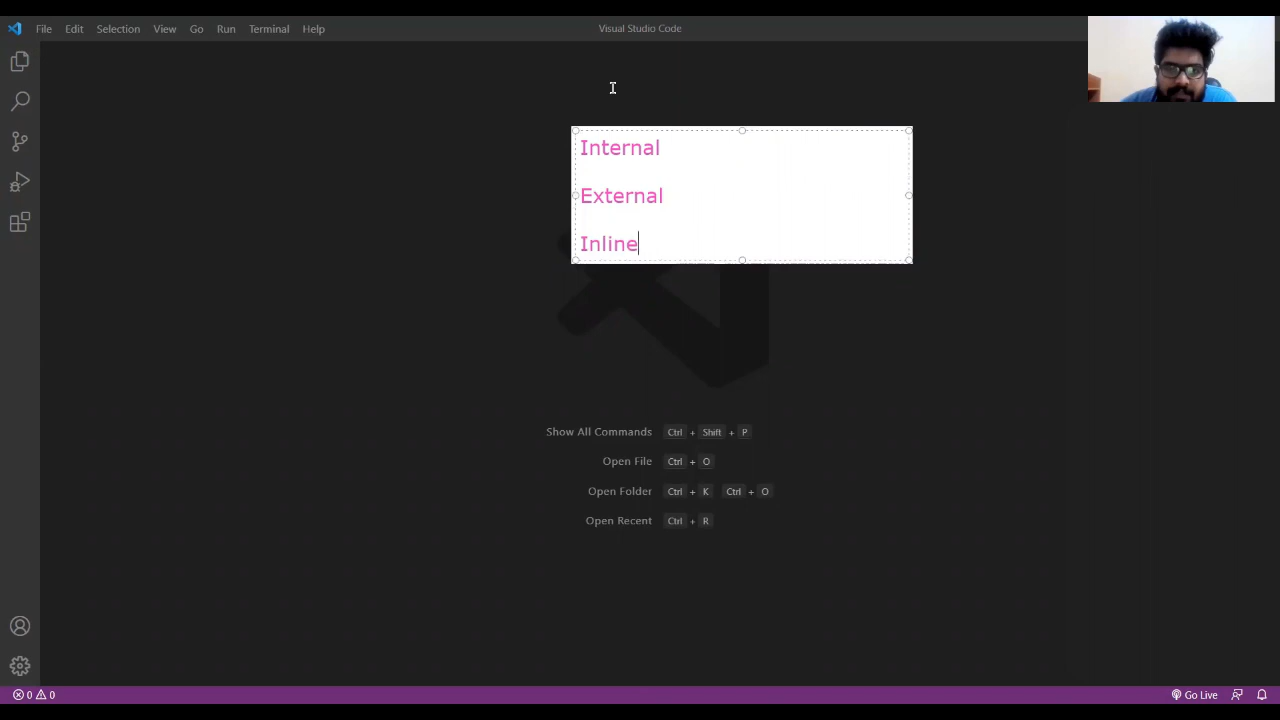 File Edit Selection View Go Run Terminal Help
Visual Studio Code
Internal
External
Inline
Show All Commands Ctrl + Shift + P
Open File Ctrl + O
Open Folder Ctrl + K Ctrl + O
Open Recent Ctrl + R
0 0
Go Live